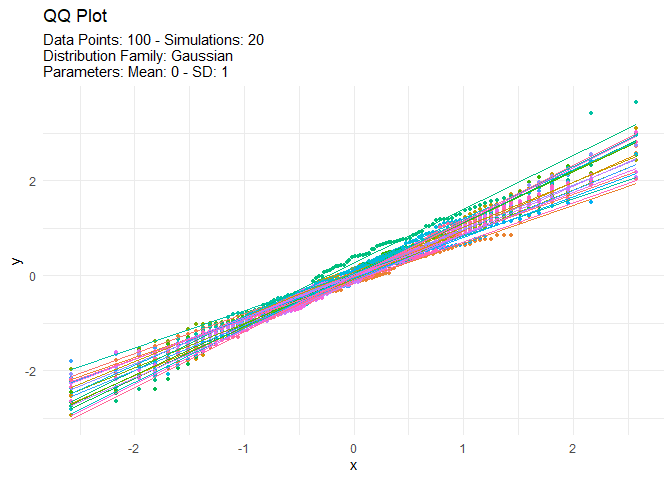 QQ Plot
Data Points: 100 - Simulations: 20
Distribution Family: Gaussian
Parameters: Mean: 0 - SD: 1
2
0
-2
y
-2
-1
0
1
2
x